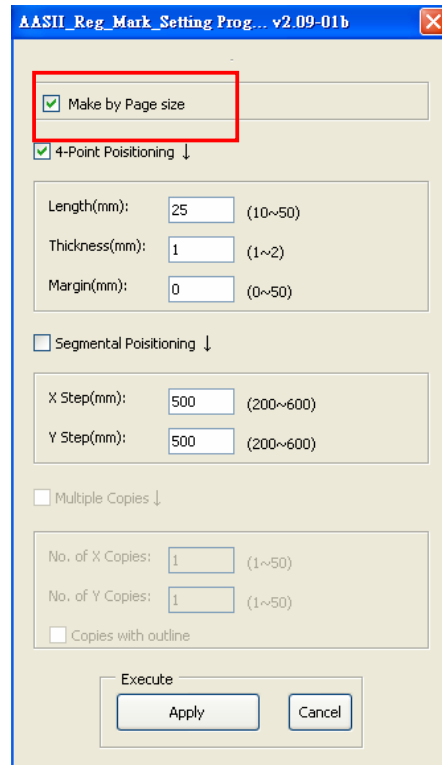 AASII_Reg_Mark_Setting Prog... v2.09-01b
Make by Page size
4-Point Poisitioning ↓
Length(mm): 25 (10~50)
Thickness(mm): 1 (1~2)
Margin(mm): 0 (0~50)
Segmental Poisitioning ↓
X Step(mm): 500 (200~600)
Y Step(mm): 500 (200~600)
Multiple Copies ↓
No. of X Copies: 1 (1~50)
No. of Y Copies: 1 (1~50)
Copies with outline
Execute
Apply Cancel